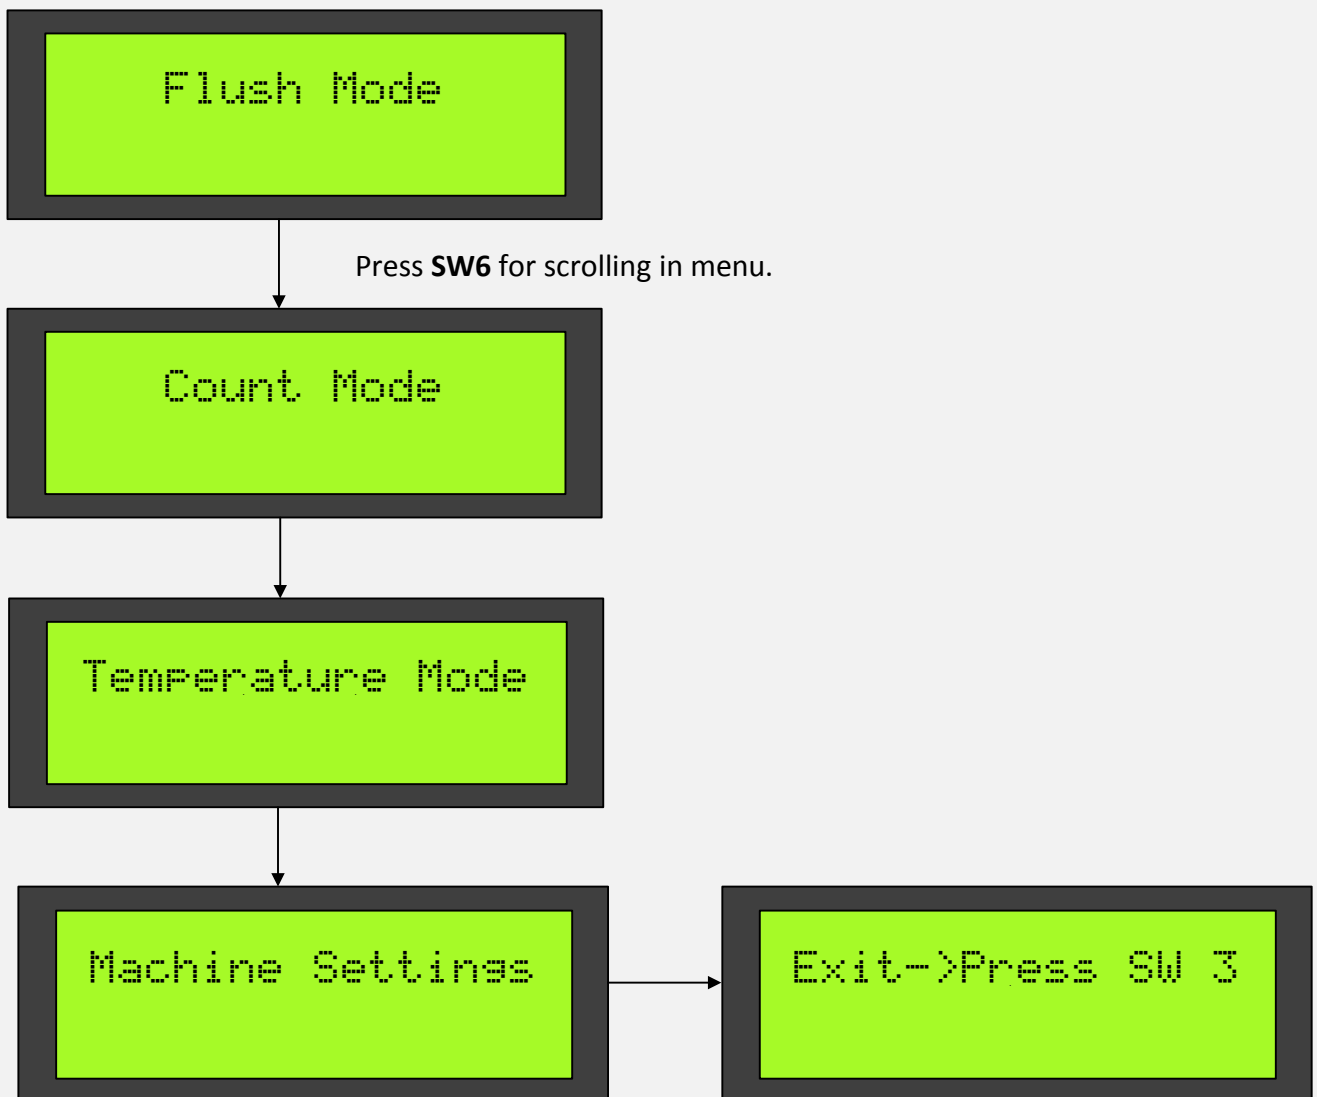 Flush Mode
Press SW6 for scrolling in menu.
Count Mode
Temperature Mode
Machine Settings
Exit->Press SW 3